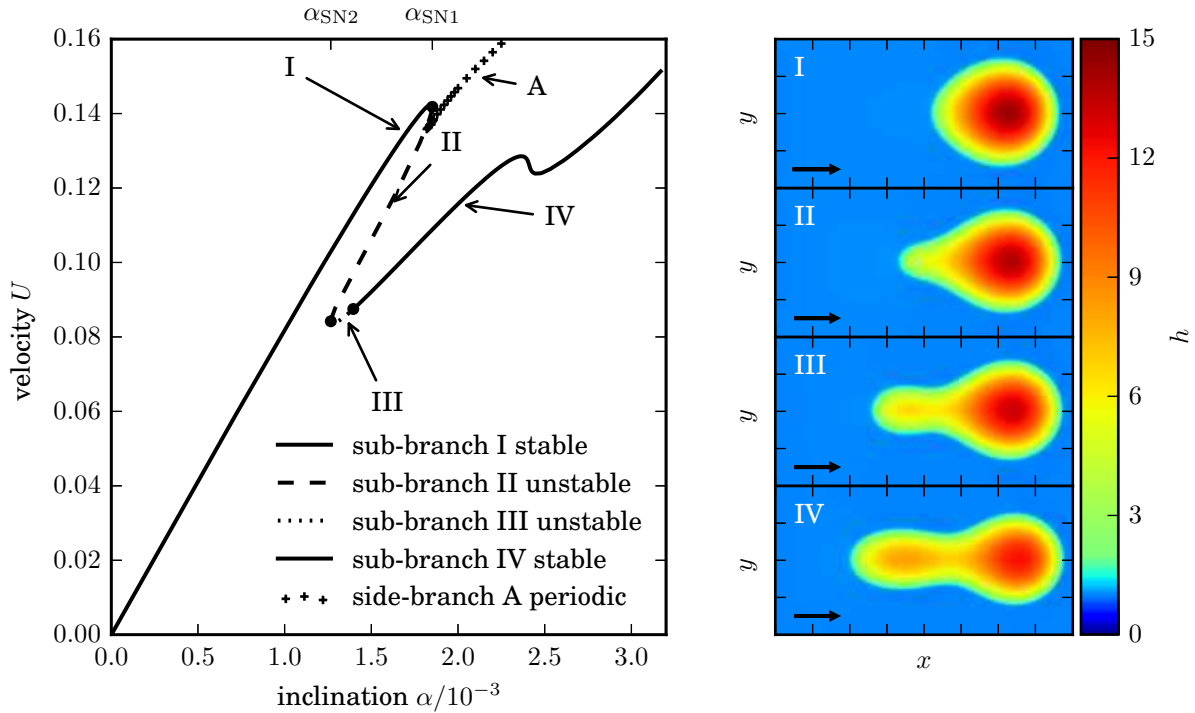 α_SN2 α_SN1
0.16
0.14
0.12
0.10
0.08
0.06
0.04
0.02
0.00
velocity U
I
A
II
IV
III
sub-branch I stable
sub-branch II unstable
sub-branch III unstable
sub-branch IV stable
side-branch A periodic
0.0 0.5 1.0 1.5 2.0 2.5 3.0
inclination α/10⁻³
I
y
II
y
III
y
IV
y
x
15
12
9
6
3
0
h